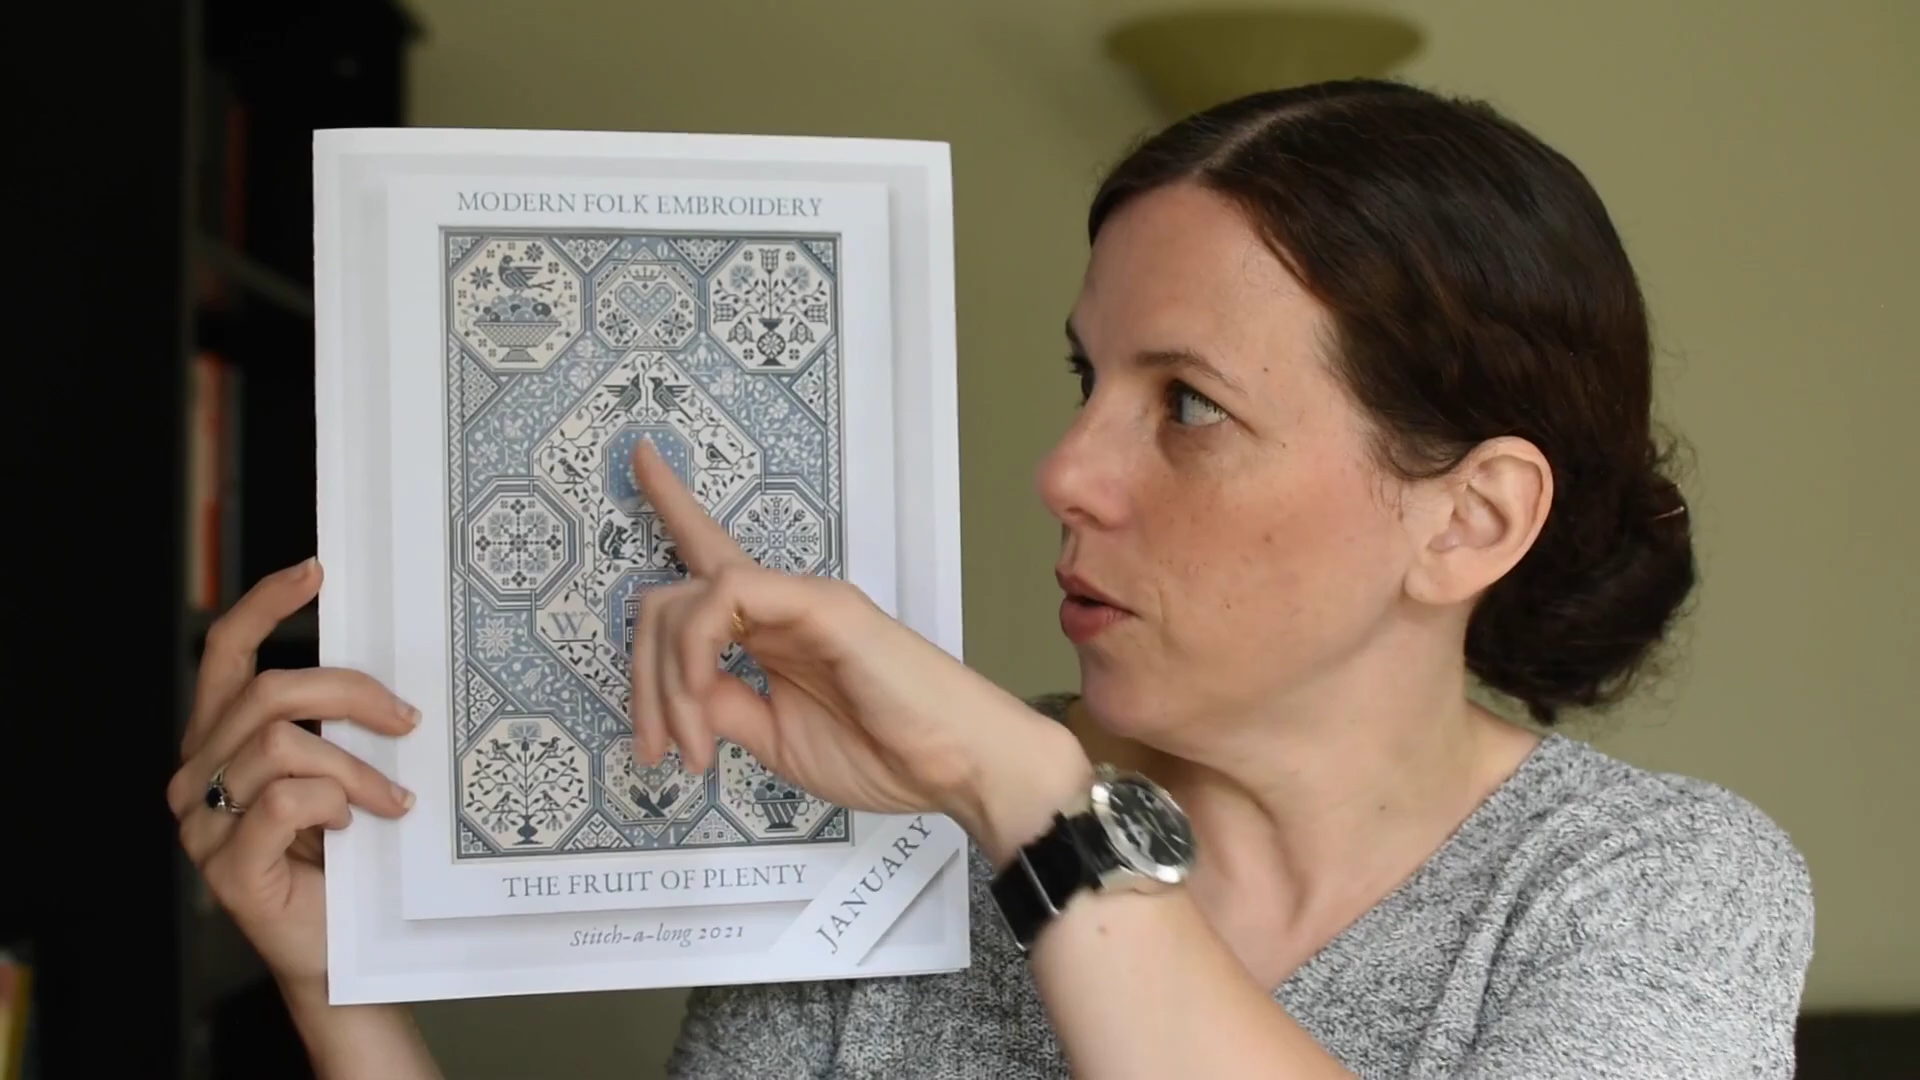 MODERN FOLK EMBROIDERY
W
THE FRUIT OF PLENTY
JANUARY
Stitch-a-long 2021